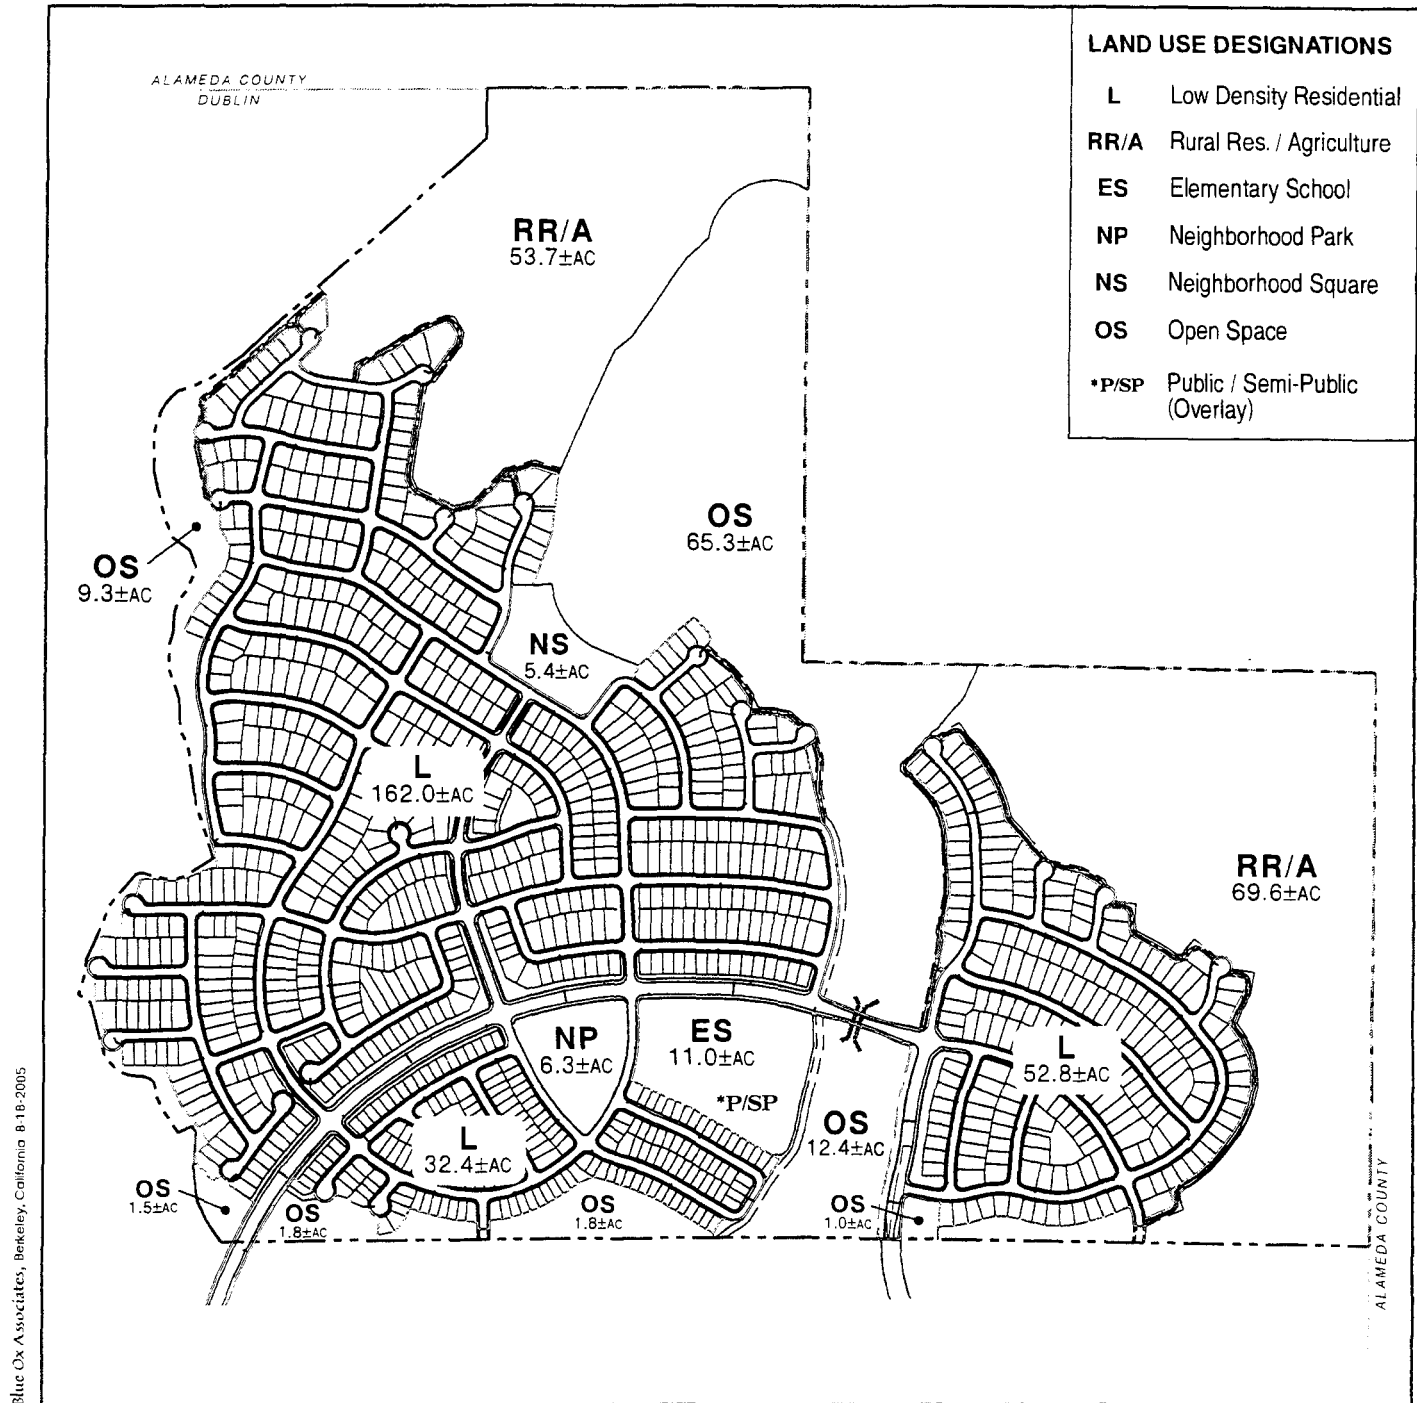 ALAMEDA COUNTY
DUBLIN
LAND USE DESIGNATIONS
L Low Density Residential
RR/A Rural Res. / Agriculture
ES Elementary School
NP Neighborhood Park
NS Neighborhood Square
OS Open Space
*P/SP Public / Semi-Public
(Overlay)
RR/A
53.7±AC
OS
65.3±AC
OS
9.3±AC
NS
5.4±AC
L
162.0±AC
RR/A
69.6±AC
NP
6.3±AC
ES
11.0±AC
*P/SP
L
52.8±AC
L
32.4±AC
OS
12.4±AC
OS
1.5±AC
OS
1.8±AC
OS
1.8±AC
OS
1.0±AC
ALAMEDA COUNTY
Blue Ox Associates, Berkeley, California 8-18-2005